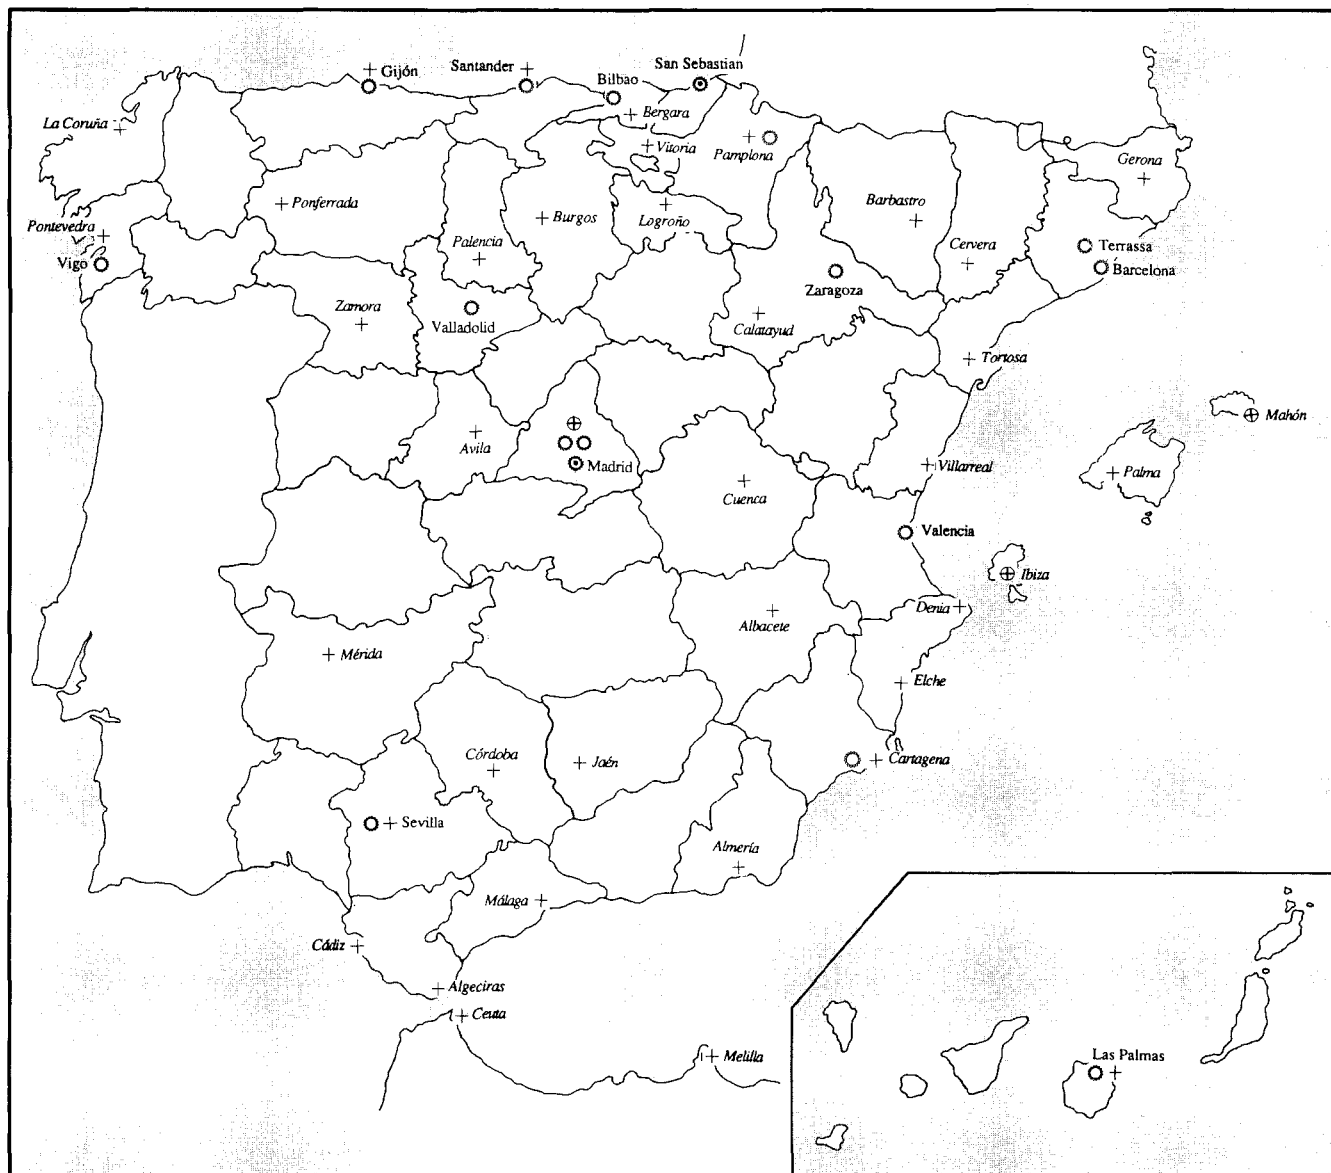 Gijón
Santander
Bilbao
San Sebastian
La Coruña
Bergara
Vitoria
Pamplona
Gerona
Ponferrada
Pontevedra
Palencia
Burgos
Logroño
Barbastro
Cervera
Terrassa
Vigo
Barcelona
Zamora
Valladolid
Zaragoza
Calatayud
Tortosa
Mahón
Avila
Madrid
Villarreal
Palma
Cuenca
Valencia
Ibiza
Denia
Albacete
Mérida
Elche
Córdoba
Jaén
Cartagena
Sevilla
Almería
Málaga
Cádiz
Algeciras
Ceuta
Melilla
Las Palmas